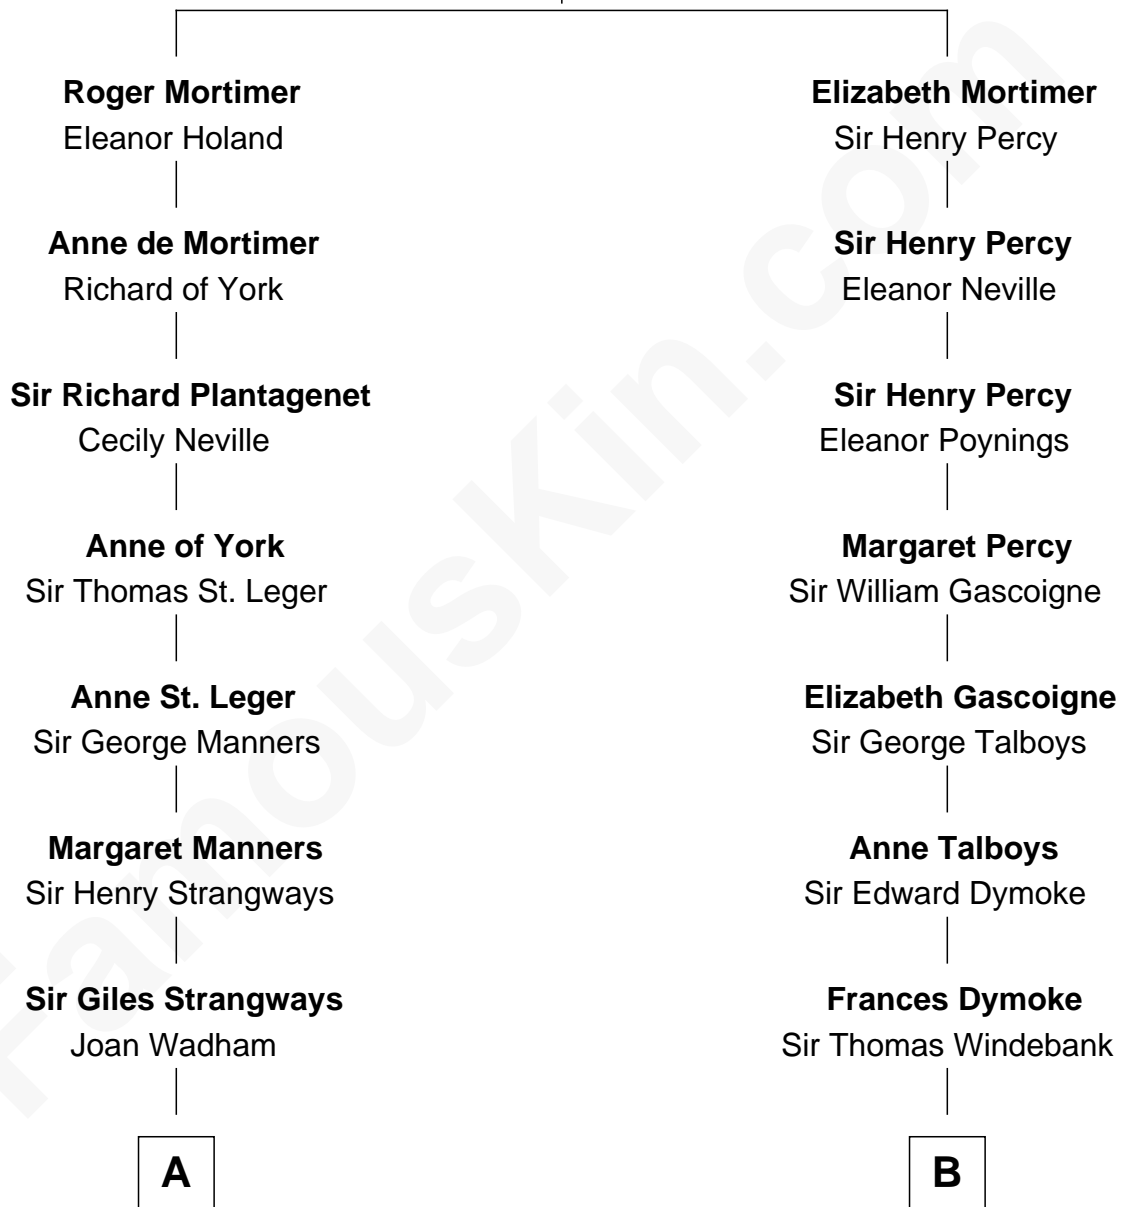 Roger Mortimer
Eleanor Holand
Anne de Mortimer
Richard of York
Sir Richard Plantagenet
Cecily Neville
Anne of York
Sir Thomas St. Leger
Anne St. Leger
Sir George Manners
Margaret Manners
Sir Henry Strangways
Sir Giles Strangways
Joan Wadham
A
Elizabeth Mortimer
Sir Henry Percy
Sir Henry Percy
Eleanor Neville
Sir Henry Percy
Eleanor Poynings
Margaret Percy
Sir William Gascoigne
Elizabeth Gascoigne
Sir George Talboys
Anne Talboys
Sir Edward Dymoke
Frances Dymoke
Sir Thomas Windebank
B
FamousKin.com